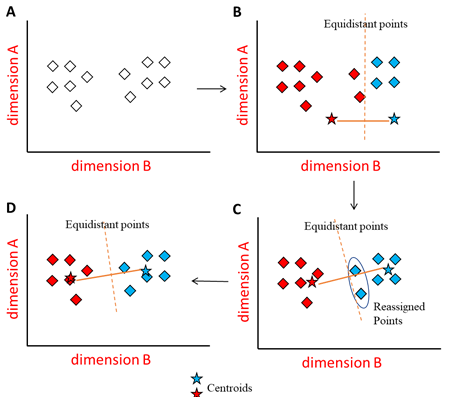 A
dimension A
dimension B
B
Equidistant points
dimension A
dimension B
D
Equidistant points
dimension A
dimension B
C
Equidistant points
dimension A
Reassigned
Points
dimension B
Centroids